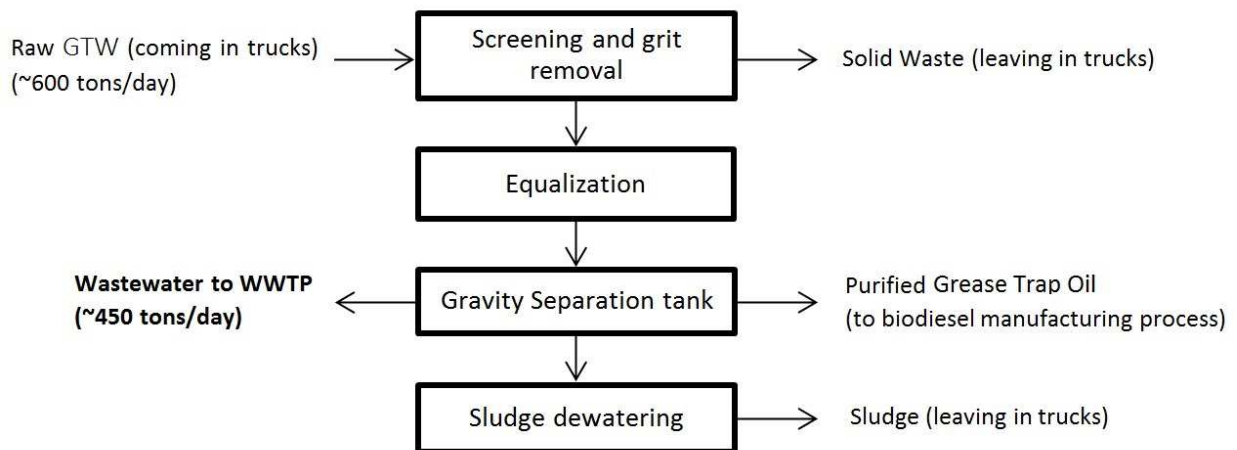 Raw GTW (coming in trucks)
(~600 tons/day)
Screening and grit
removal
Solid Waste (leaving in trucks)
Equalization
Wastewater to WWTP
(~450 tons/day)
Gravity Separation tank
Purified Grease Trap Oil
(to biodiesel manufacturing process)
Sludge dewatering
Sludge (leaving in trucks)